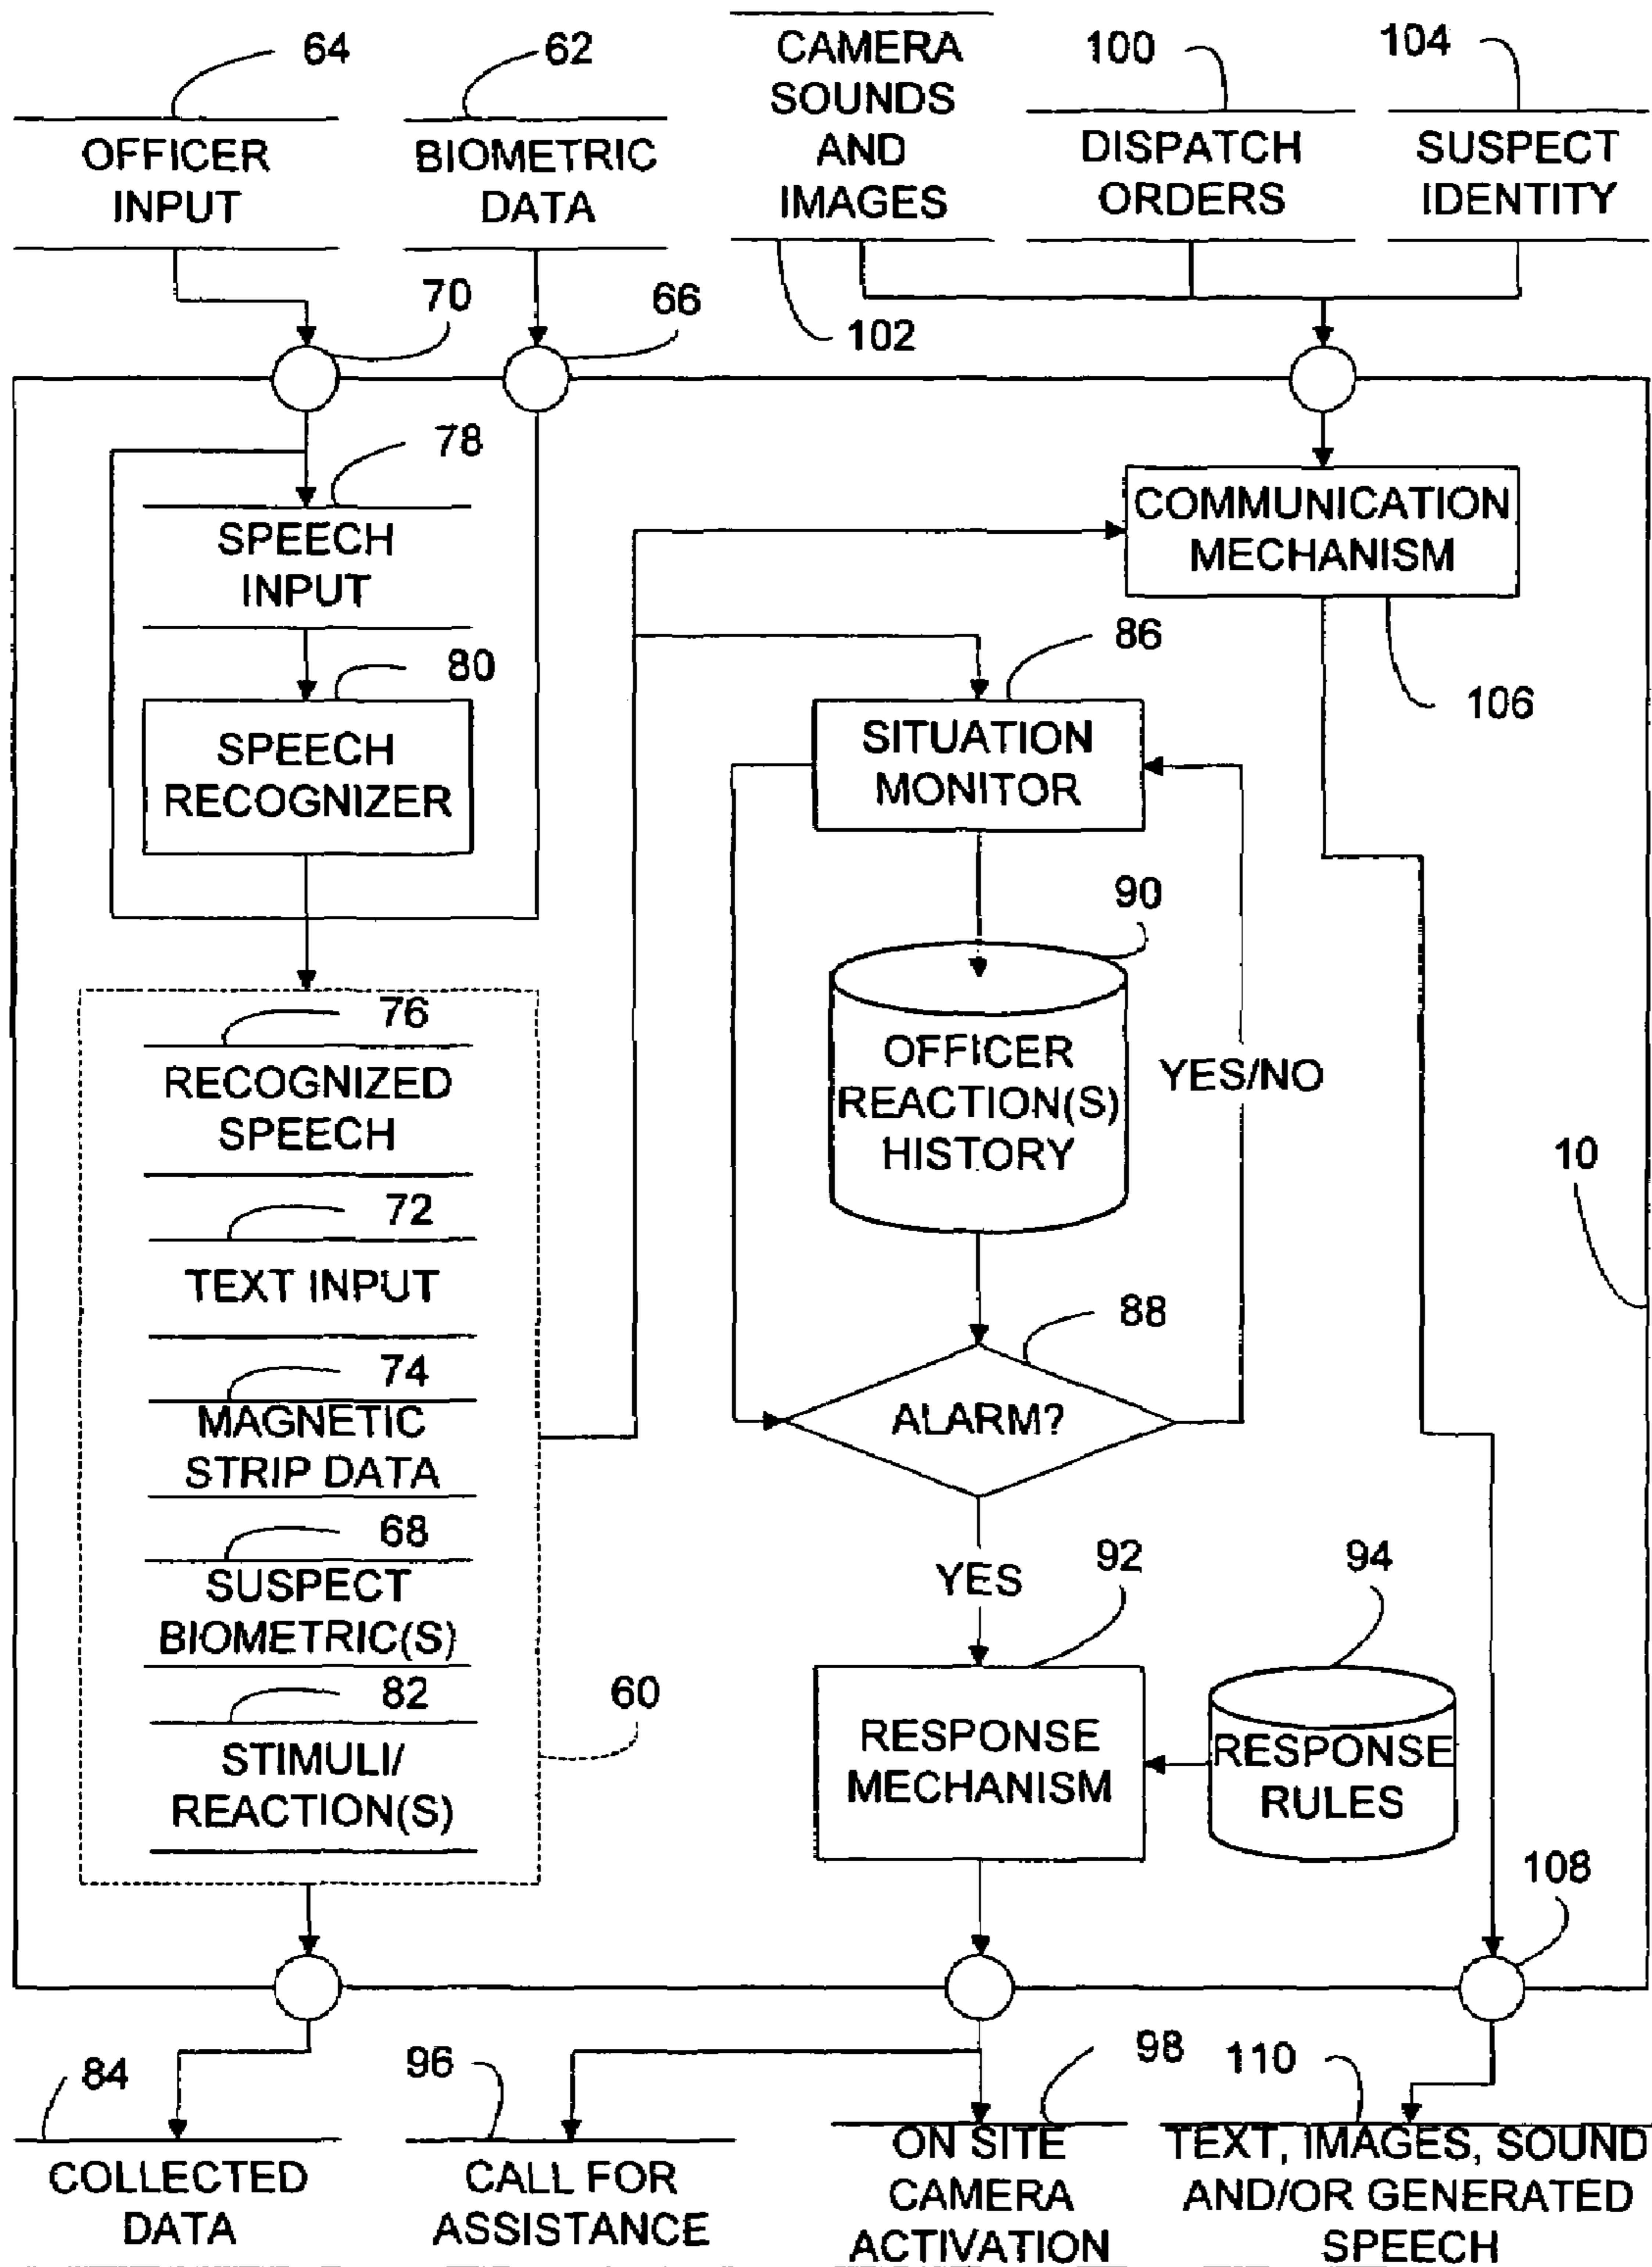 64
OFFICER
INPUT
62
BIOMETRIC
DATA
CAMERA
SOUNDS
AND
IMAGES
102
100
DISPATCH
ORDERS
104
SUSPECT
IDENTITY
70
66
78
SPEECH
INPUT
80
SPEECH
RECOGNIZER
COMMUNICATION
MECHANISM
106
86
SITUATION
MONITOR
90
OFFICER
REACTION(S)
HISTORY
YES/NO
10
76
RECOGNIZED
SPEECH
72
TEXT INPUT
74
MAGNETIC
STRIP DATA
68
SUSPECT
BIOMETRIC(S)
82
STIMULI/
REACTION(S)
60
88
ALARM?
YES
92
RESPONSE
MECHANISM
94
RESPONSE
RULES
108
84
COLLECTED
DATA
96
CALL FOR
ASSISTANCE
98
ON SITE
CAMERA
ACTIVATION
110
TEXT, IMAGES, SOUND
AND/OR GENERATED
SPEECH